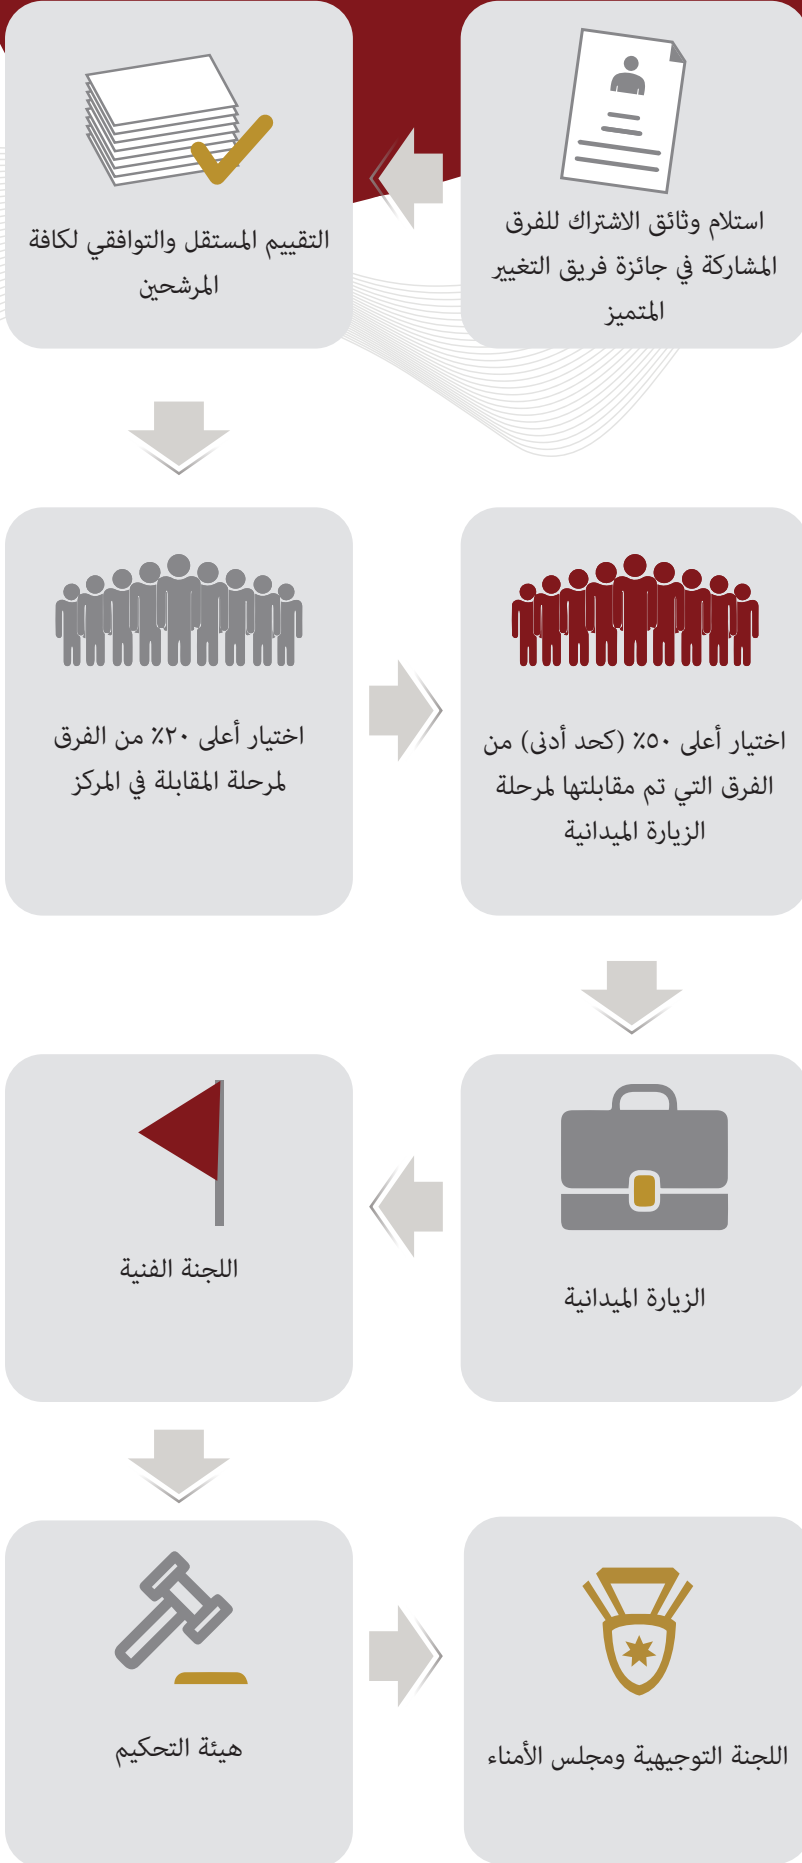 استلام وثائق الاشتراك للفرق
المشاركة في جائزة فريق التغيير
المتميز
التقييم المستقل والتوافقي لكافة
المرشحين
اختيار أعلى ٢٠٪ من الفرق
لمرحلة المقابلة في المركز
اختيار أعلى ٥٠٪ (كحد أدنى) من
الفرق التي تم مقابلتها لمرحلة
الزيارة الميدانية
الزيارة الميدانية
اللجنة الفنية
هيئة التحكيم
اللجنة التوجيهية ومجلس الأمناء